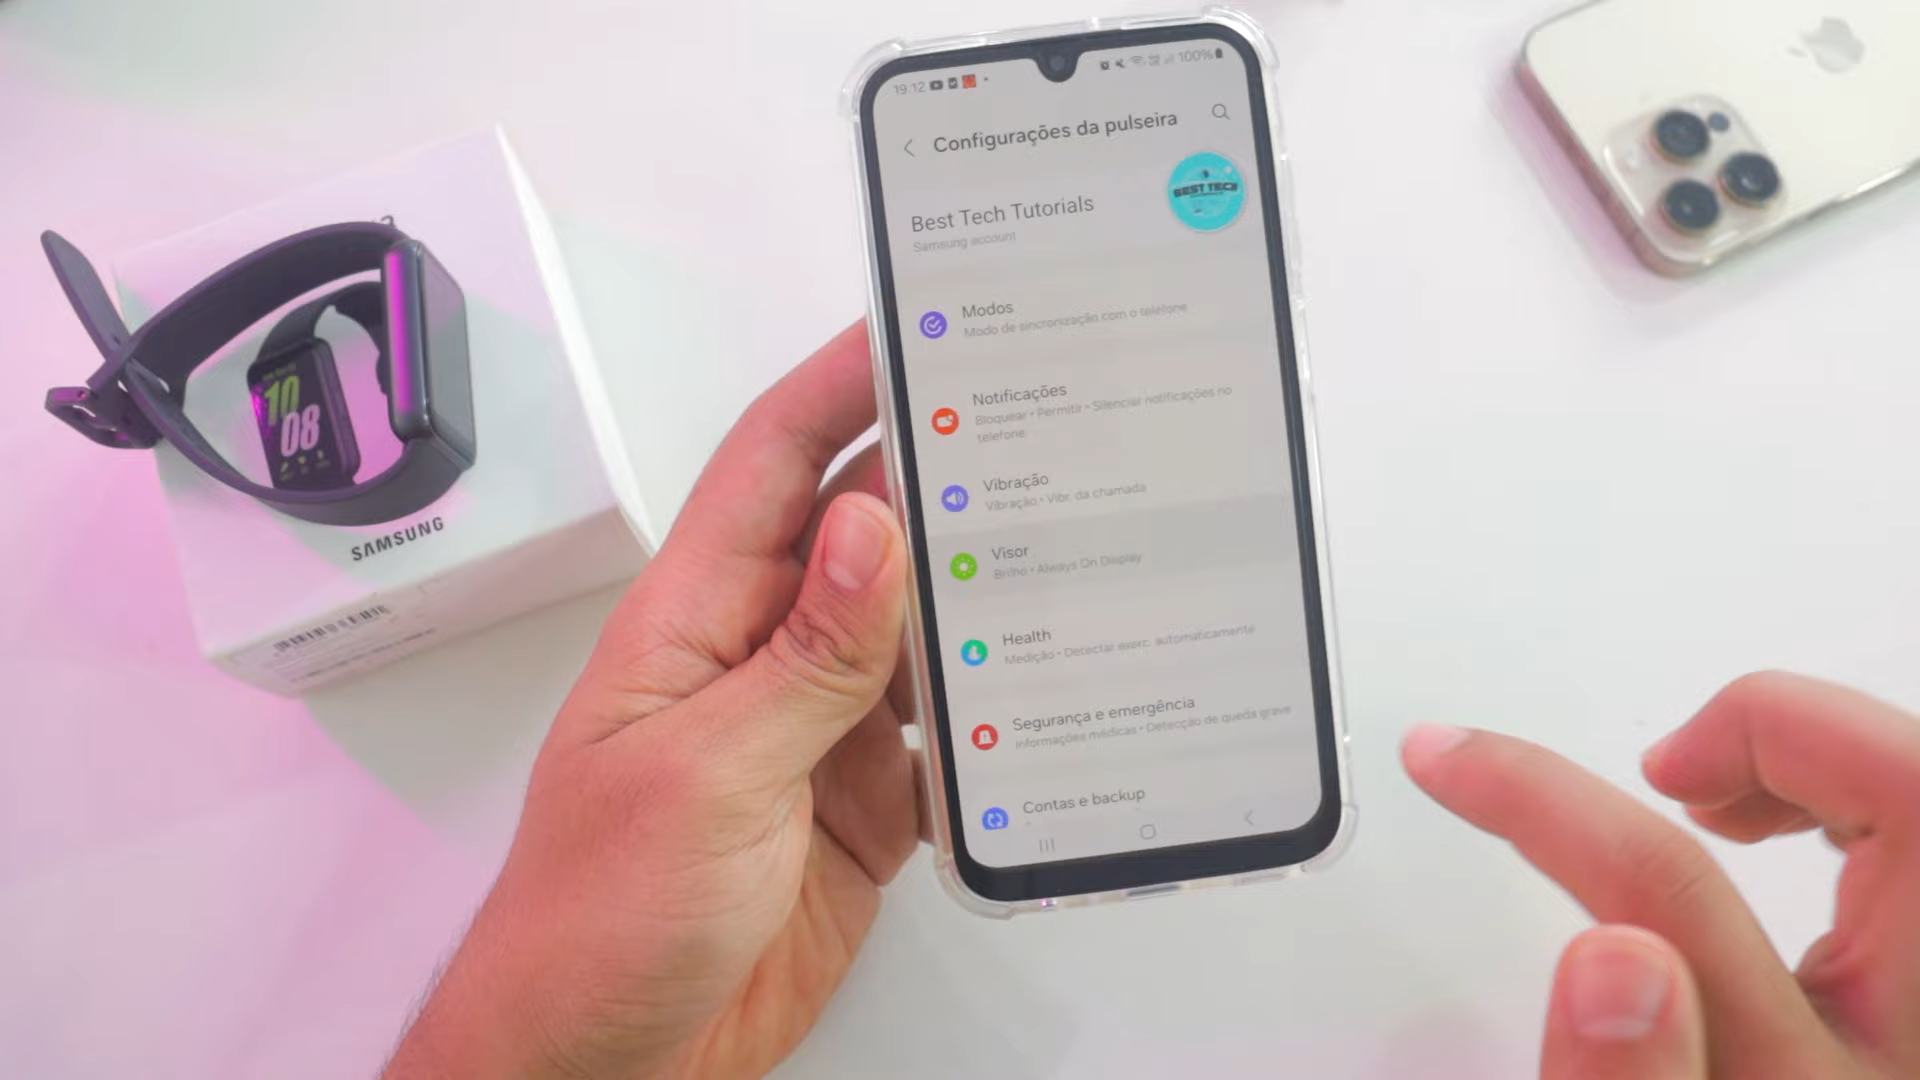 19:12
100%
Configurações da pulseira
BEST TECH
Best Tech Tutorials
Samsung account
Modos
Modo de sincronização com o telefone
Notificações
Bloquear • Permitir • Silenciar notificações no
telefone
Vibração
Vibração • Vibr. da chamada
Visor
Brilho • Always On Display
Health
Medição • Detectar exerc. automaticamente
Segurança e emergência
Informações médicas • Detecção de queda grave
Contas e backup
10
08
SAMSUNG